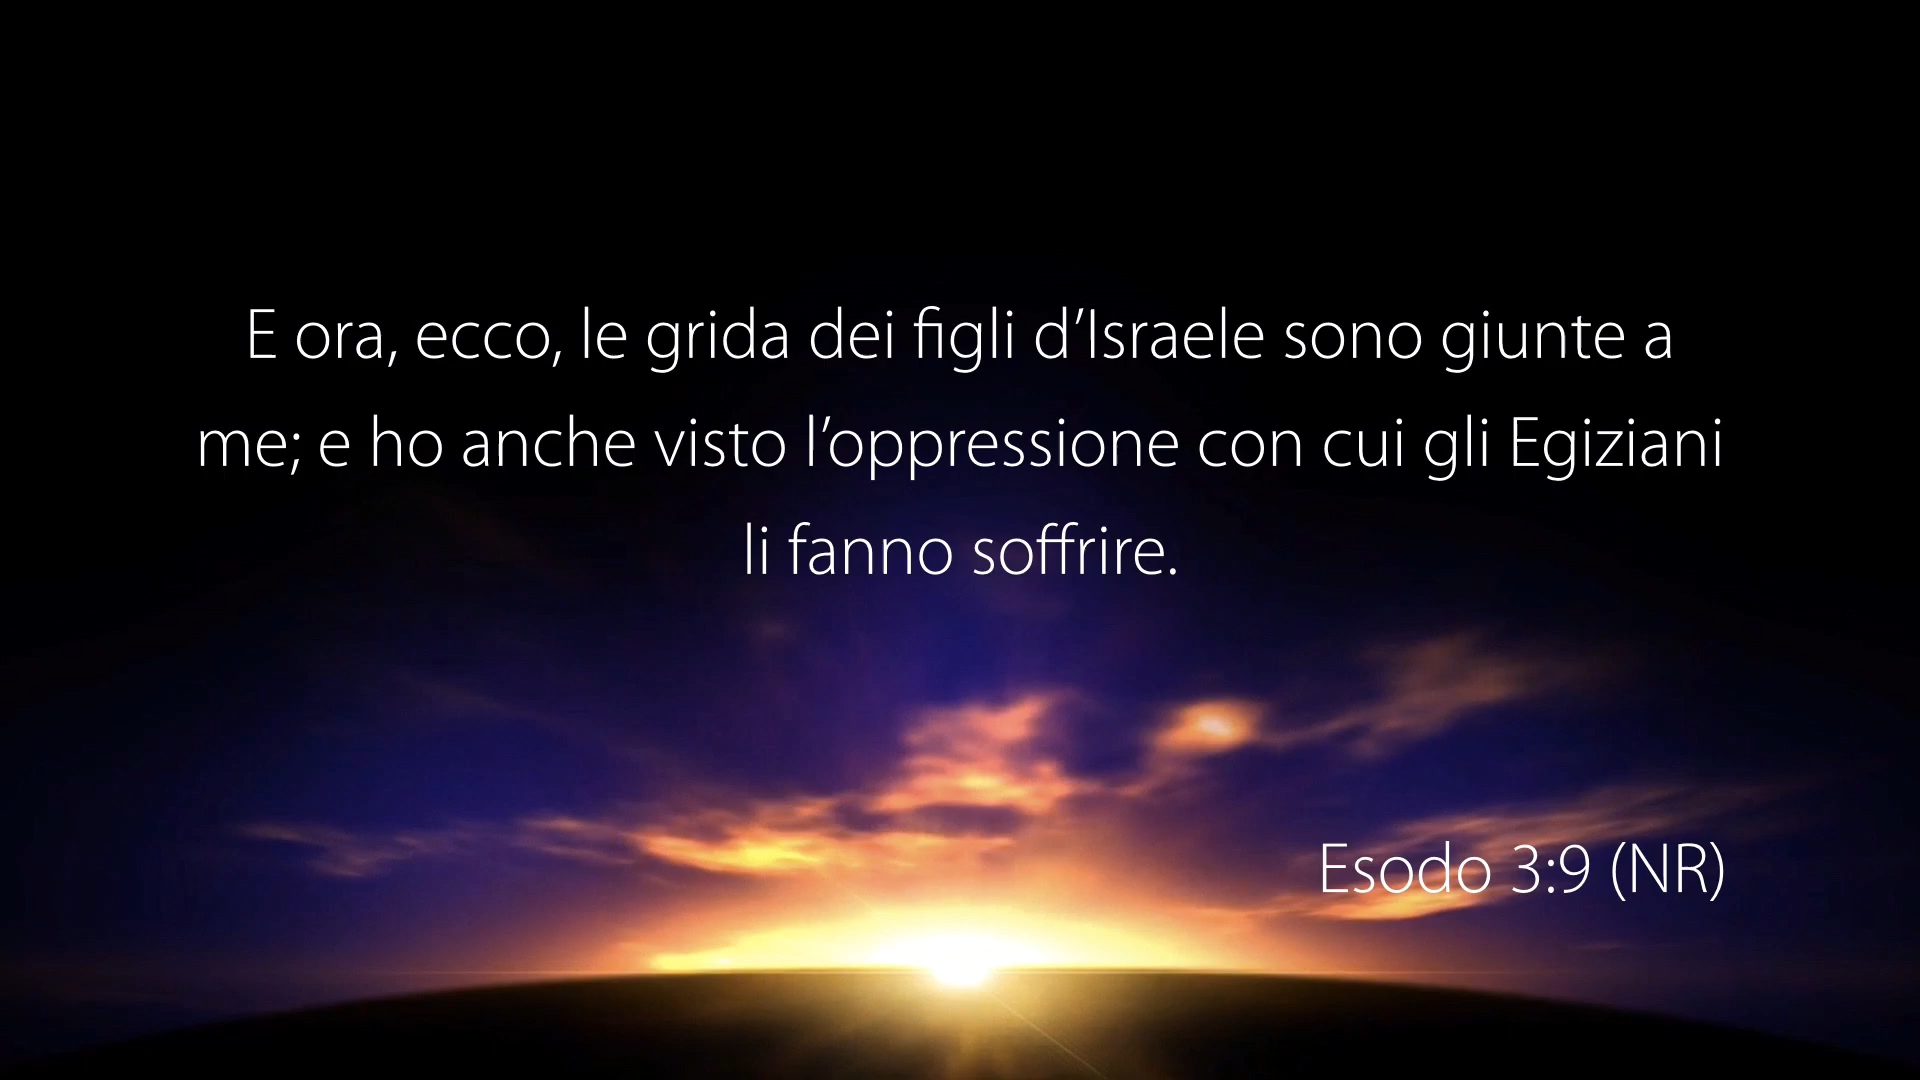 E ora, ecco, le grida dei figli d’Israele sono giunte a
me; e ho anche visto l’oppressione con cui gli Egiziani
li fanno soffrire.
Esodo 3:9 (NR)